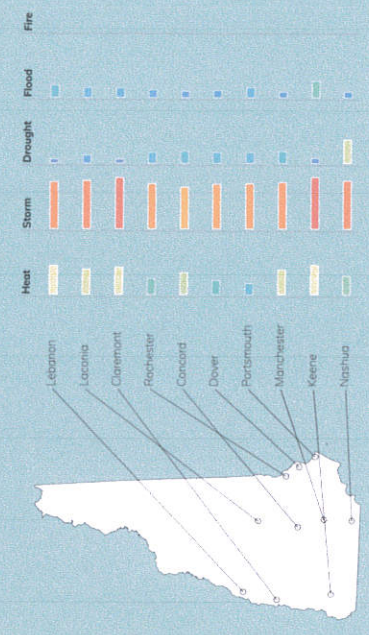 Heat Storm Drought Flood Fire
Lebanon
Laconia
Claremont
Rochester
Concord
Dover
Portsmouth
Manchester
Keene
Nashua